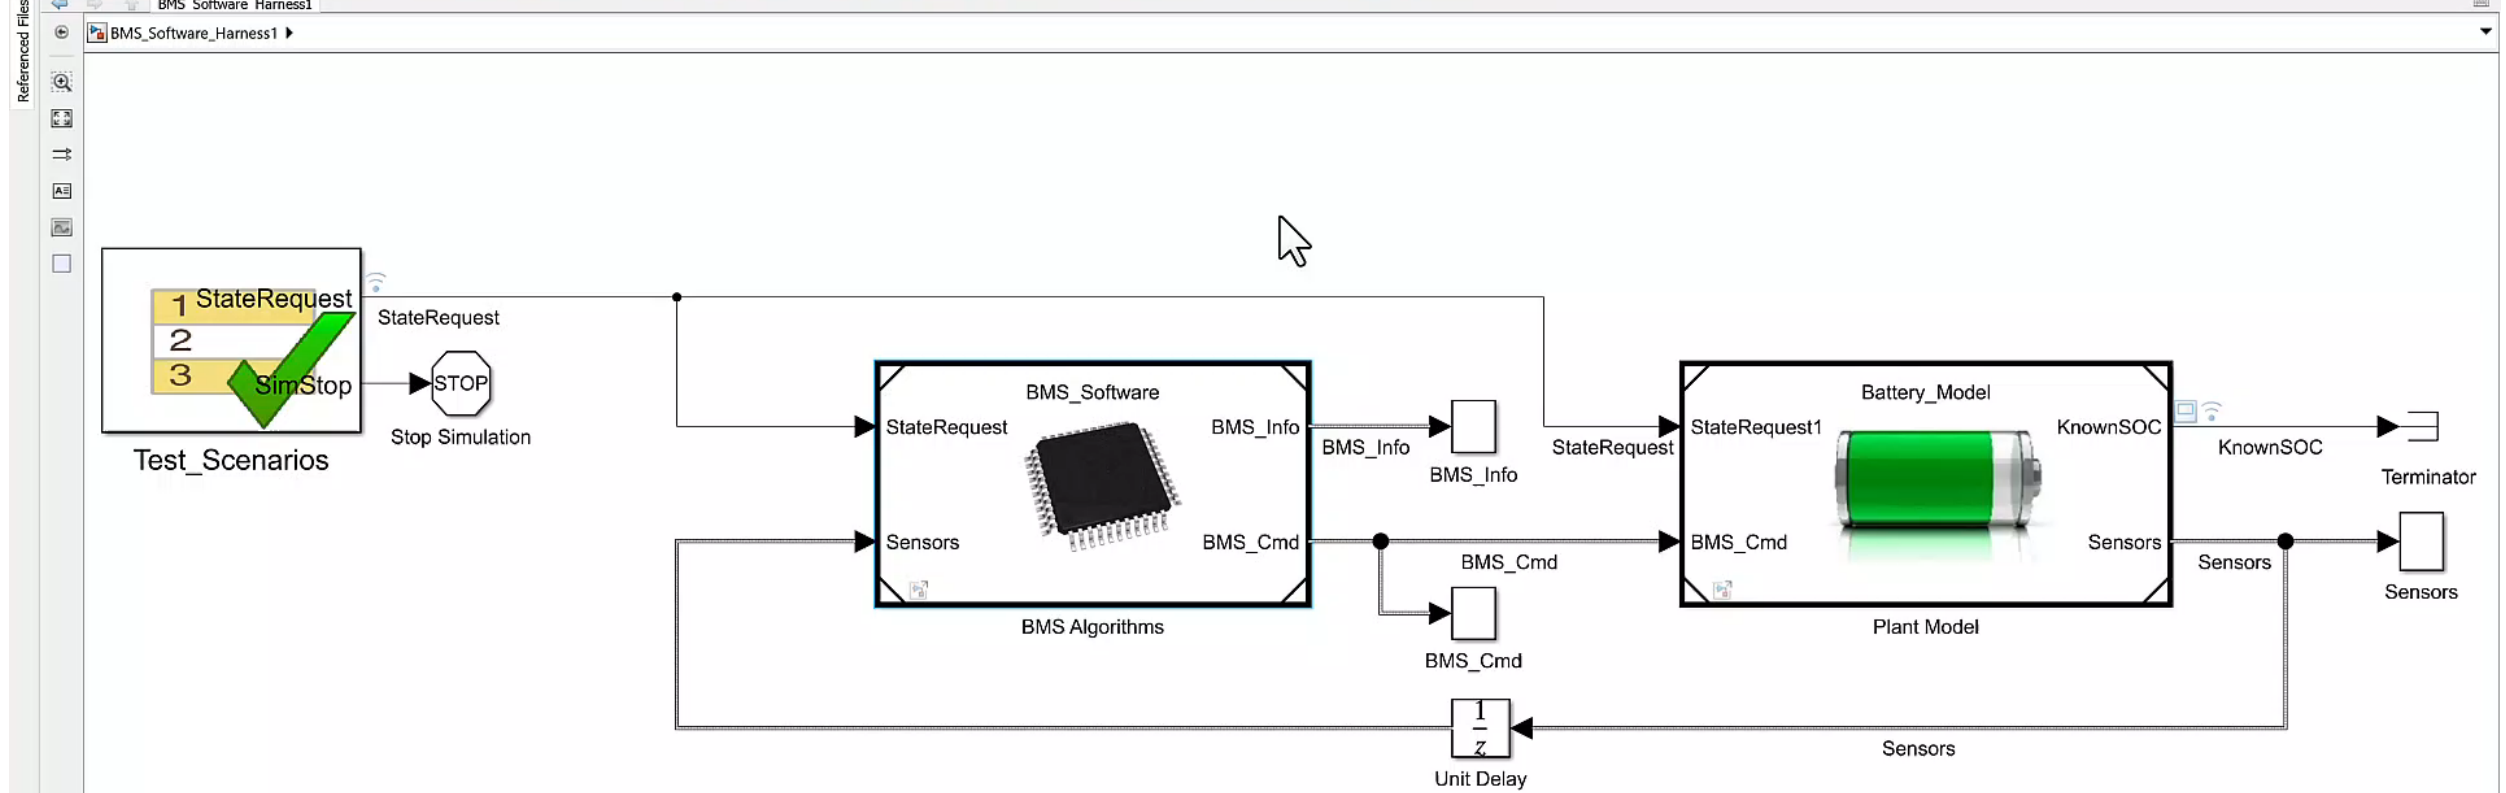 Referenced Files
BMS_Software_Harness1
BMS_Software_Harness1
1 StateRequest
2
3 SimStop
Test_Scenarios
StateRequest
STOP
Stop Simulation
BMS_Software
StateRequest
BMS_Info
Sensors
BMS_Cmd
BMS Algorithms
BMS_Info
BMS_Info
StateRequest
BMS_Cmd
BMS_Cmd
Battery_Model
StateRequest1
KnownSOC
BMS_Cmd
Sensors
Plant Model
KnownSOC
Terminator
Sensors
Sensors
1
z
Unit Delay
Sensors